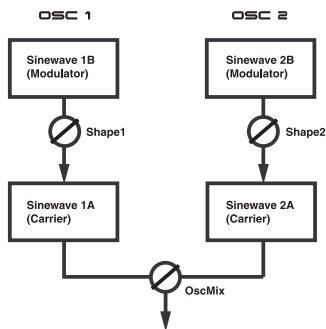 OSC 1
OSC 2
Sinewave 1B
(Modulator)
Sinewave 2B
(Modulator)
Shape1
Shape2
Sinewave 1A
(Carrier)
Sinewave 2A
(Carrier)
OscMix